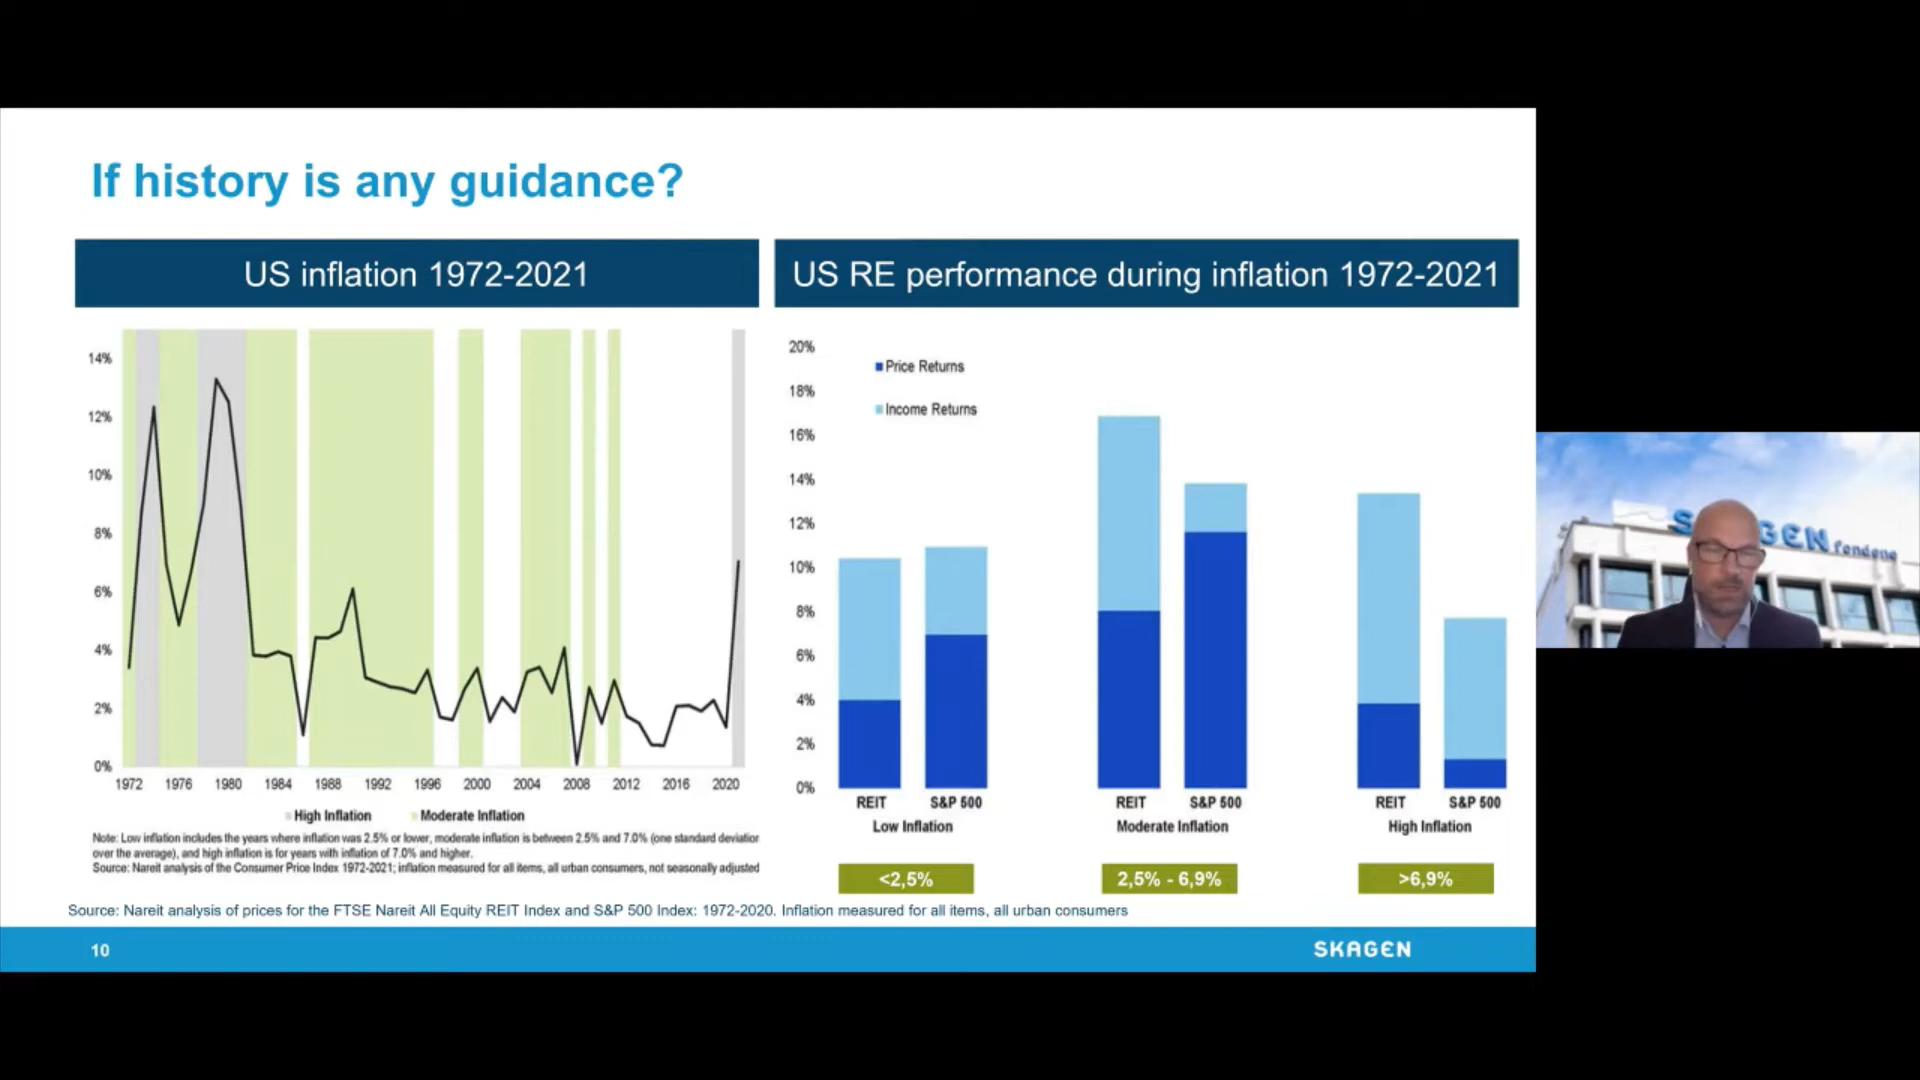 If history is any guidance?
US inflation 1972-2021
14%
12%
10%
8%
6%
4%
2%
0%
1972 1976 1980 1984 1988 1992 1996 2000 2004 2008 2012 2016 2020
High Inflation Moderate Inflation
Note: Low inflation includes the years where inflation was 2.5% or lower, moderate inflation is between 2.5% and 7.0% (one standard deviation
over the average), and high inflation is for years with inflation of 7.0% and higher.
Source: Nareit analysis of the Consumer Price Index 1972-2021; inflation measured for all items, all urban consumers, not seasonally adjusted
US RE performance during inflation 1972-2021
20%
18%
16%
14%
12%
10%
8%
6%
4%
2%
0%
Price Returns
Income Returns
REIT S&P 500 REIT S&P 500 REIT S&P 500
Low Inflation Moderate Inflation High Inflation
<2,5% 2,5% - 6,9% >6,9%
Source: Nareit analysis of prices for the FTSE Nareit All Equity REIT Index and S&P 500 Index: 1972-2020. Inflation measured for all items, all urban consumers
10
SKAGEN
SKAGEN fondene